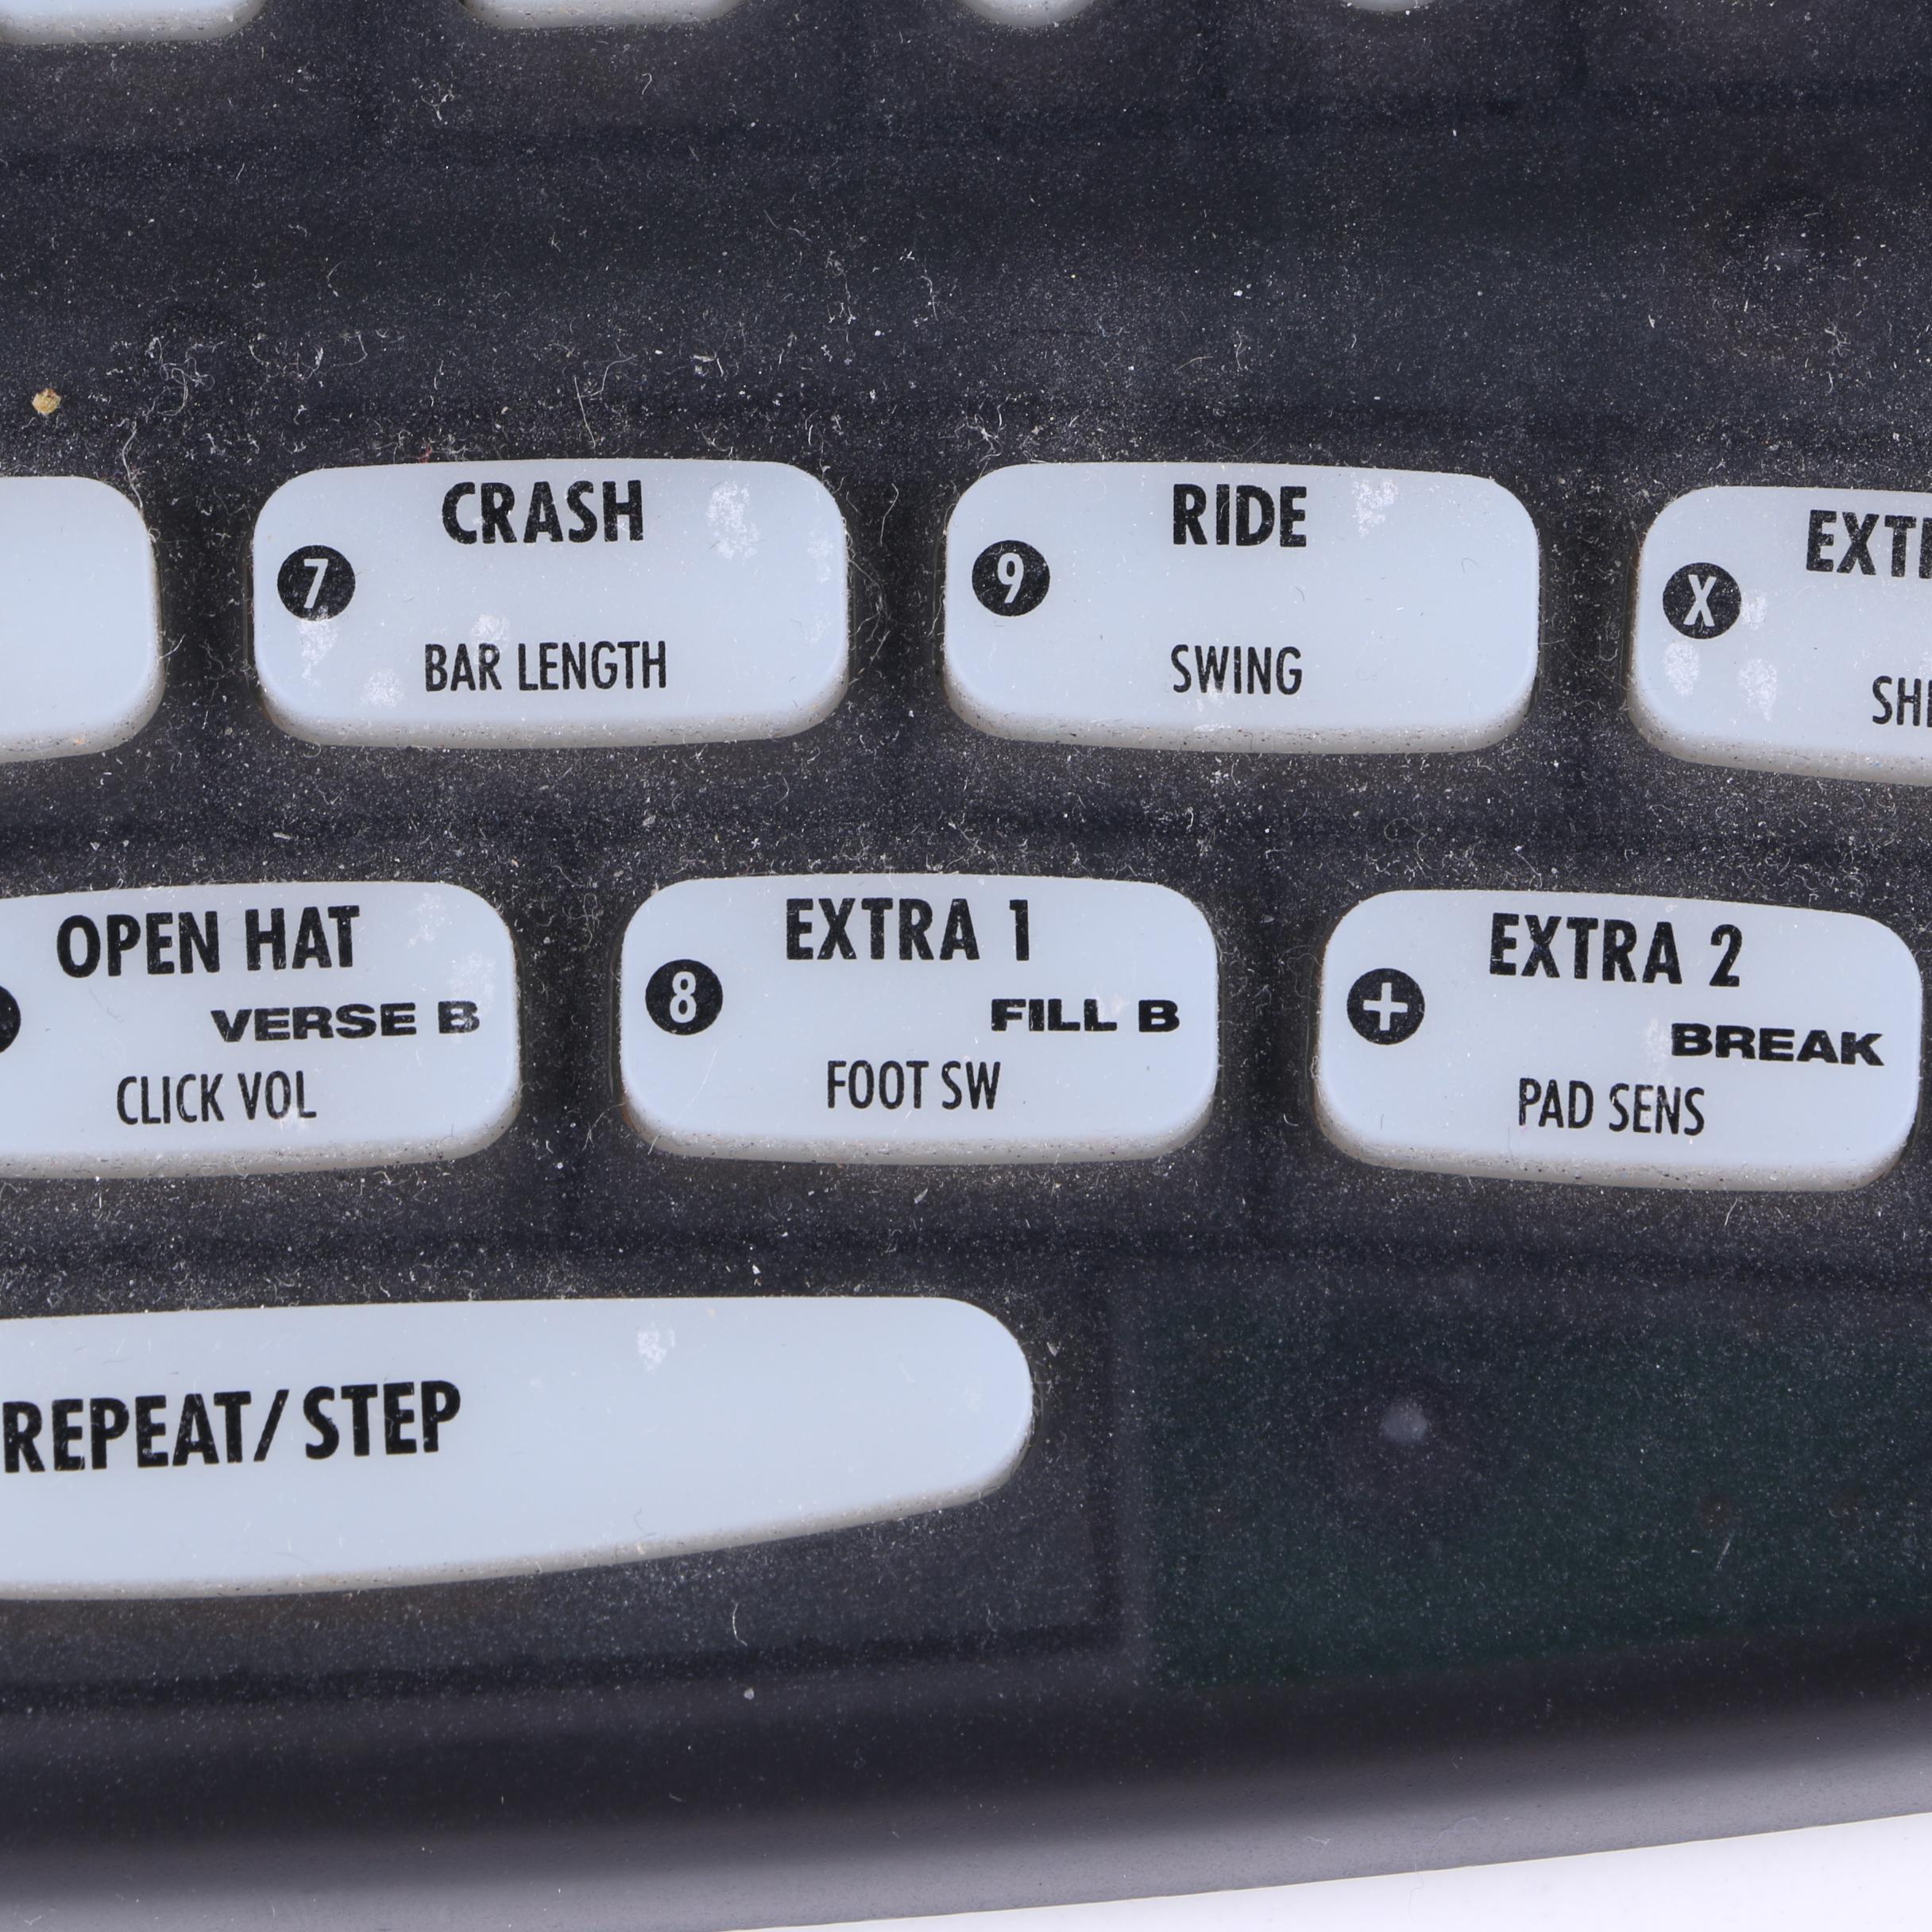 CRASH
7
BAR LENGTH
RIDE
9
SWING
X
OPEN HAT
VERSE B
CLICK VOL
EXTRA 1
8
FILL B
FOOT SW
EXTRA 2
+
BREAK
PAD SENS
REPEAT/STEP